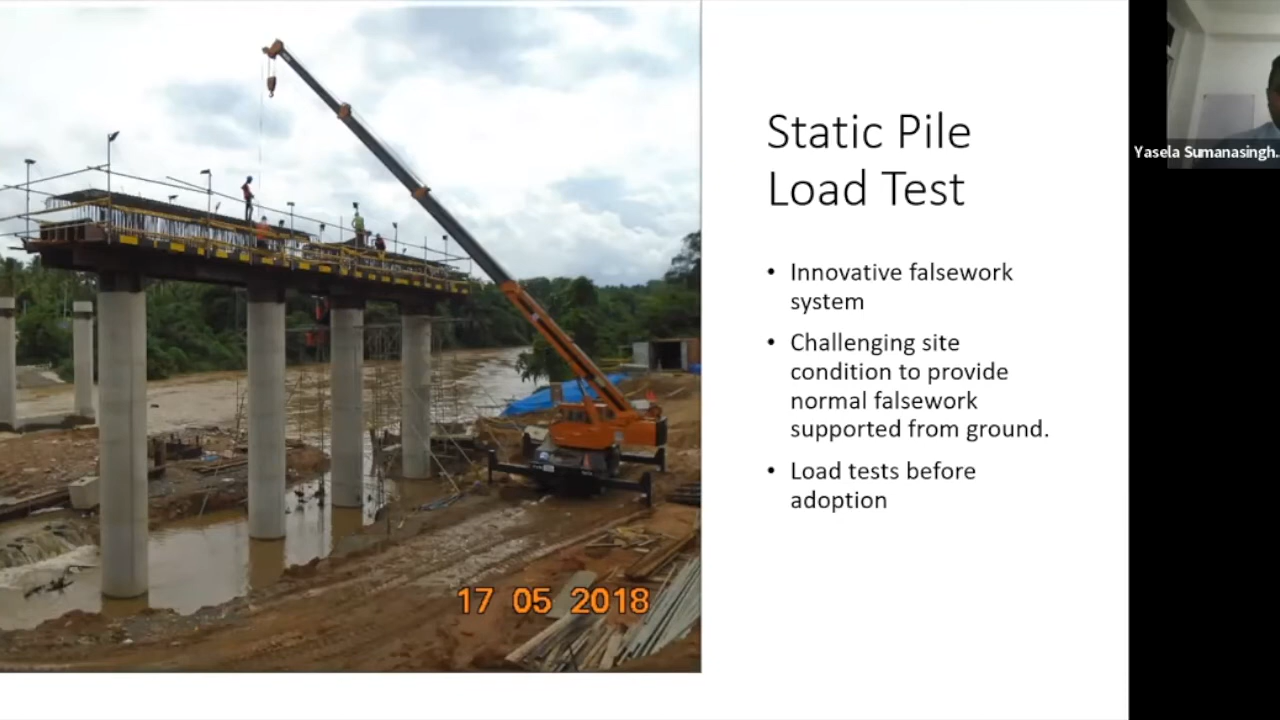 Static Pile
Load Test
• Innovative falsework
system
• Challenging site
condition to provide
normal falsework
supported from ground.
• Load tests before
adoption
17 05 2018
Yasela Sumanasingh..